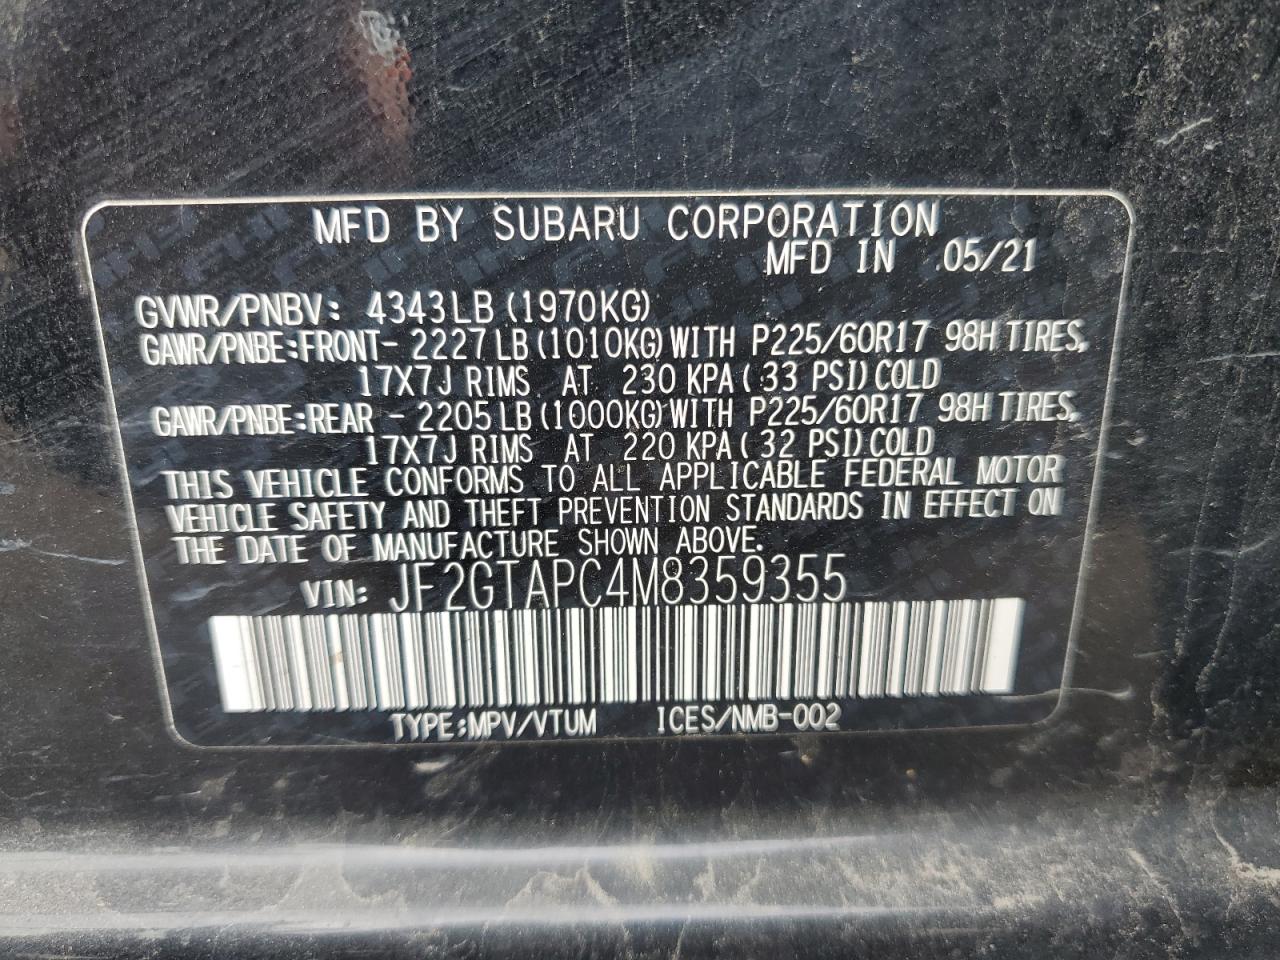 MFD BY SUBARU CORPORATION
MFD IN 05/21
GVWR/PNBV: 4343LB (1970KG)
GAWR/PNBE:FRONT- 2227 LB(1010KG)WITH P225/60R17 98H TIRES,
17X7J RIMS AT 230 KPA( 33 PSI)COLD
GAWR/PNBE:REAR - 2205 LB(1000KG)WITH P225/60R17 98H TIRES,
17X7J RIMS AT 220 KPA( 32 PSI)COLD
THIS VEHICLE CONFORMS TO ALL APPLICABLE FEDERAL MOTOR
VEHICLE SAFETY AND THEFT PREVENTION STANDARDS IN EFFECT ON
THE DATE OF MANUFACTURE SHOWN ABOVE.
VIN: JF2GTAPC4M8359355
TYPE:MPV/VTUM ICES/NMB-002